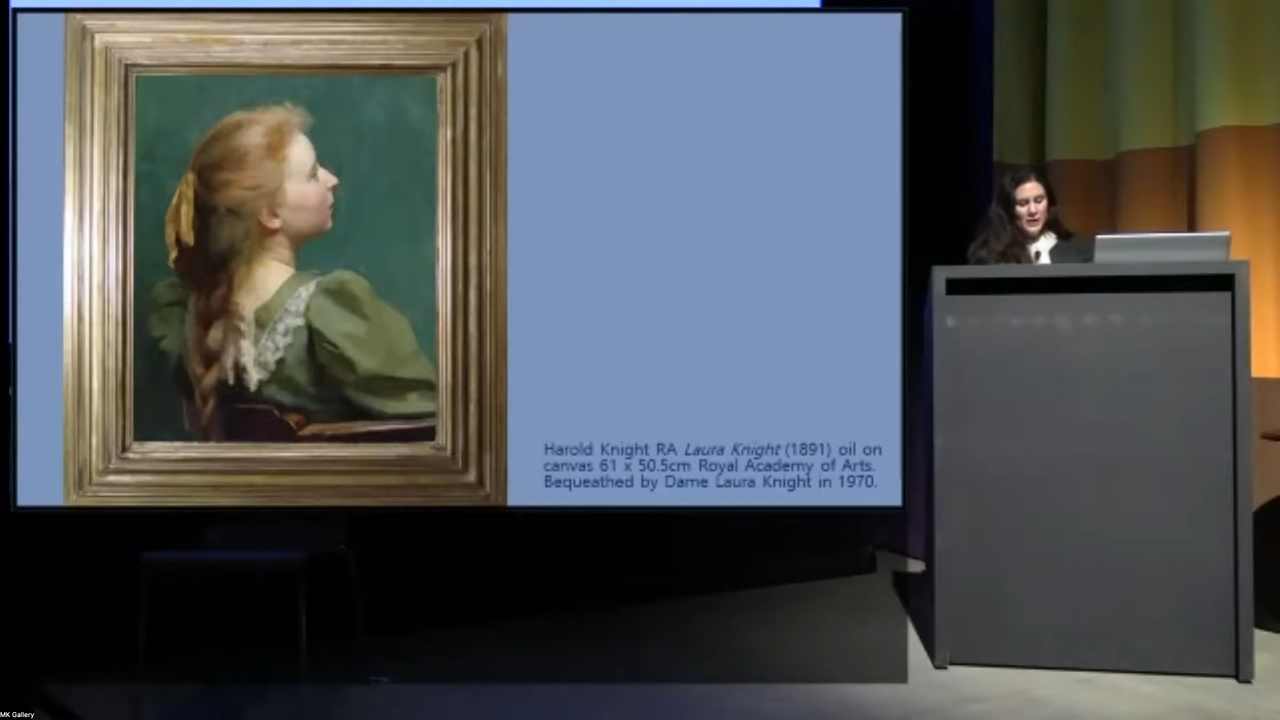 Harold Knight RA Laura Knight (1891) oil on
canvas 61 x 50.5cm Royal Academy of Arts.
Bequeathed by Dame Laura Knight in 1970.
MK Gallery